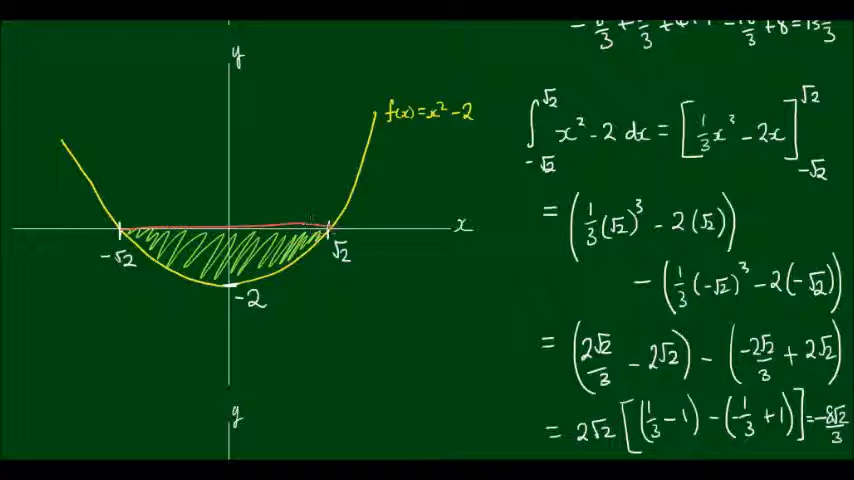 y
f(x)=x²-2
x
-√2
√2
-2
y
∫_{-√2}^{√2} x²-2 dx = [1/3 x³ - 2x]_{-√2}^{√2}
= (1/3(√2)³ - 2(√2))
- (1/3(-√2)³ - 2(-√2))
= (2√2/3 - 2√2) - (-2√2/3 + 2√2)
= 2√2 [(1/3 - 1) - (-1/3 + 1)] = -8√2/3